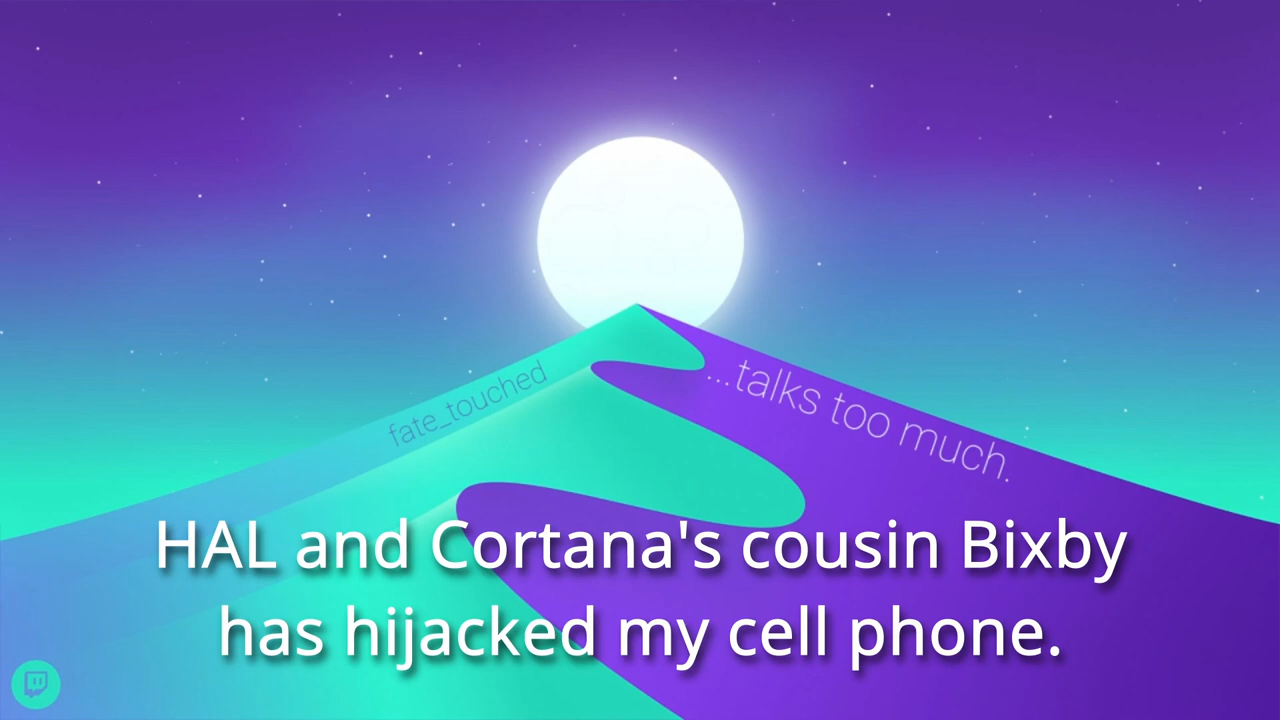 fate_touched
...talks too much.
HAL and Cortana's cousin Bixby
has hijacked my cell phone.